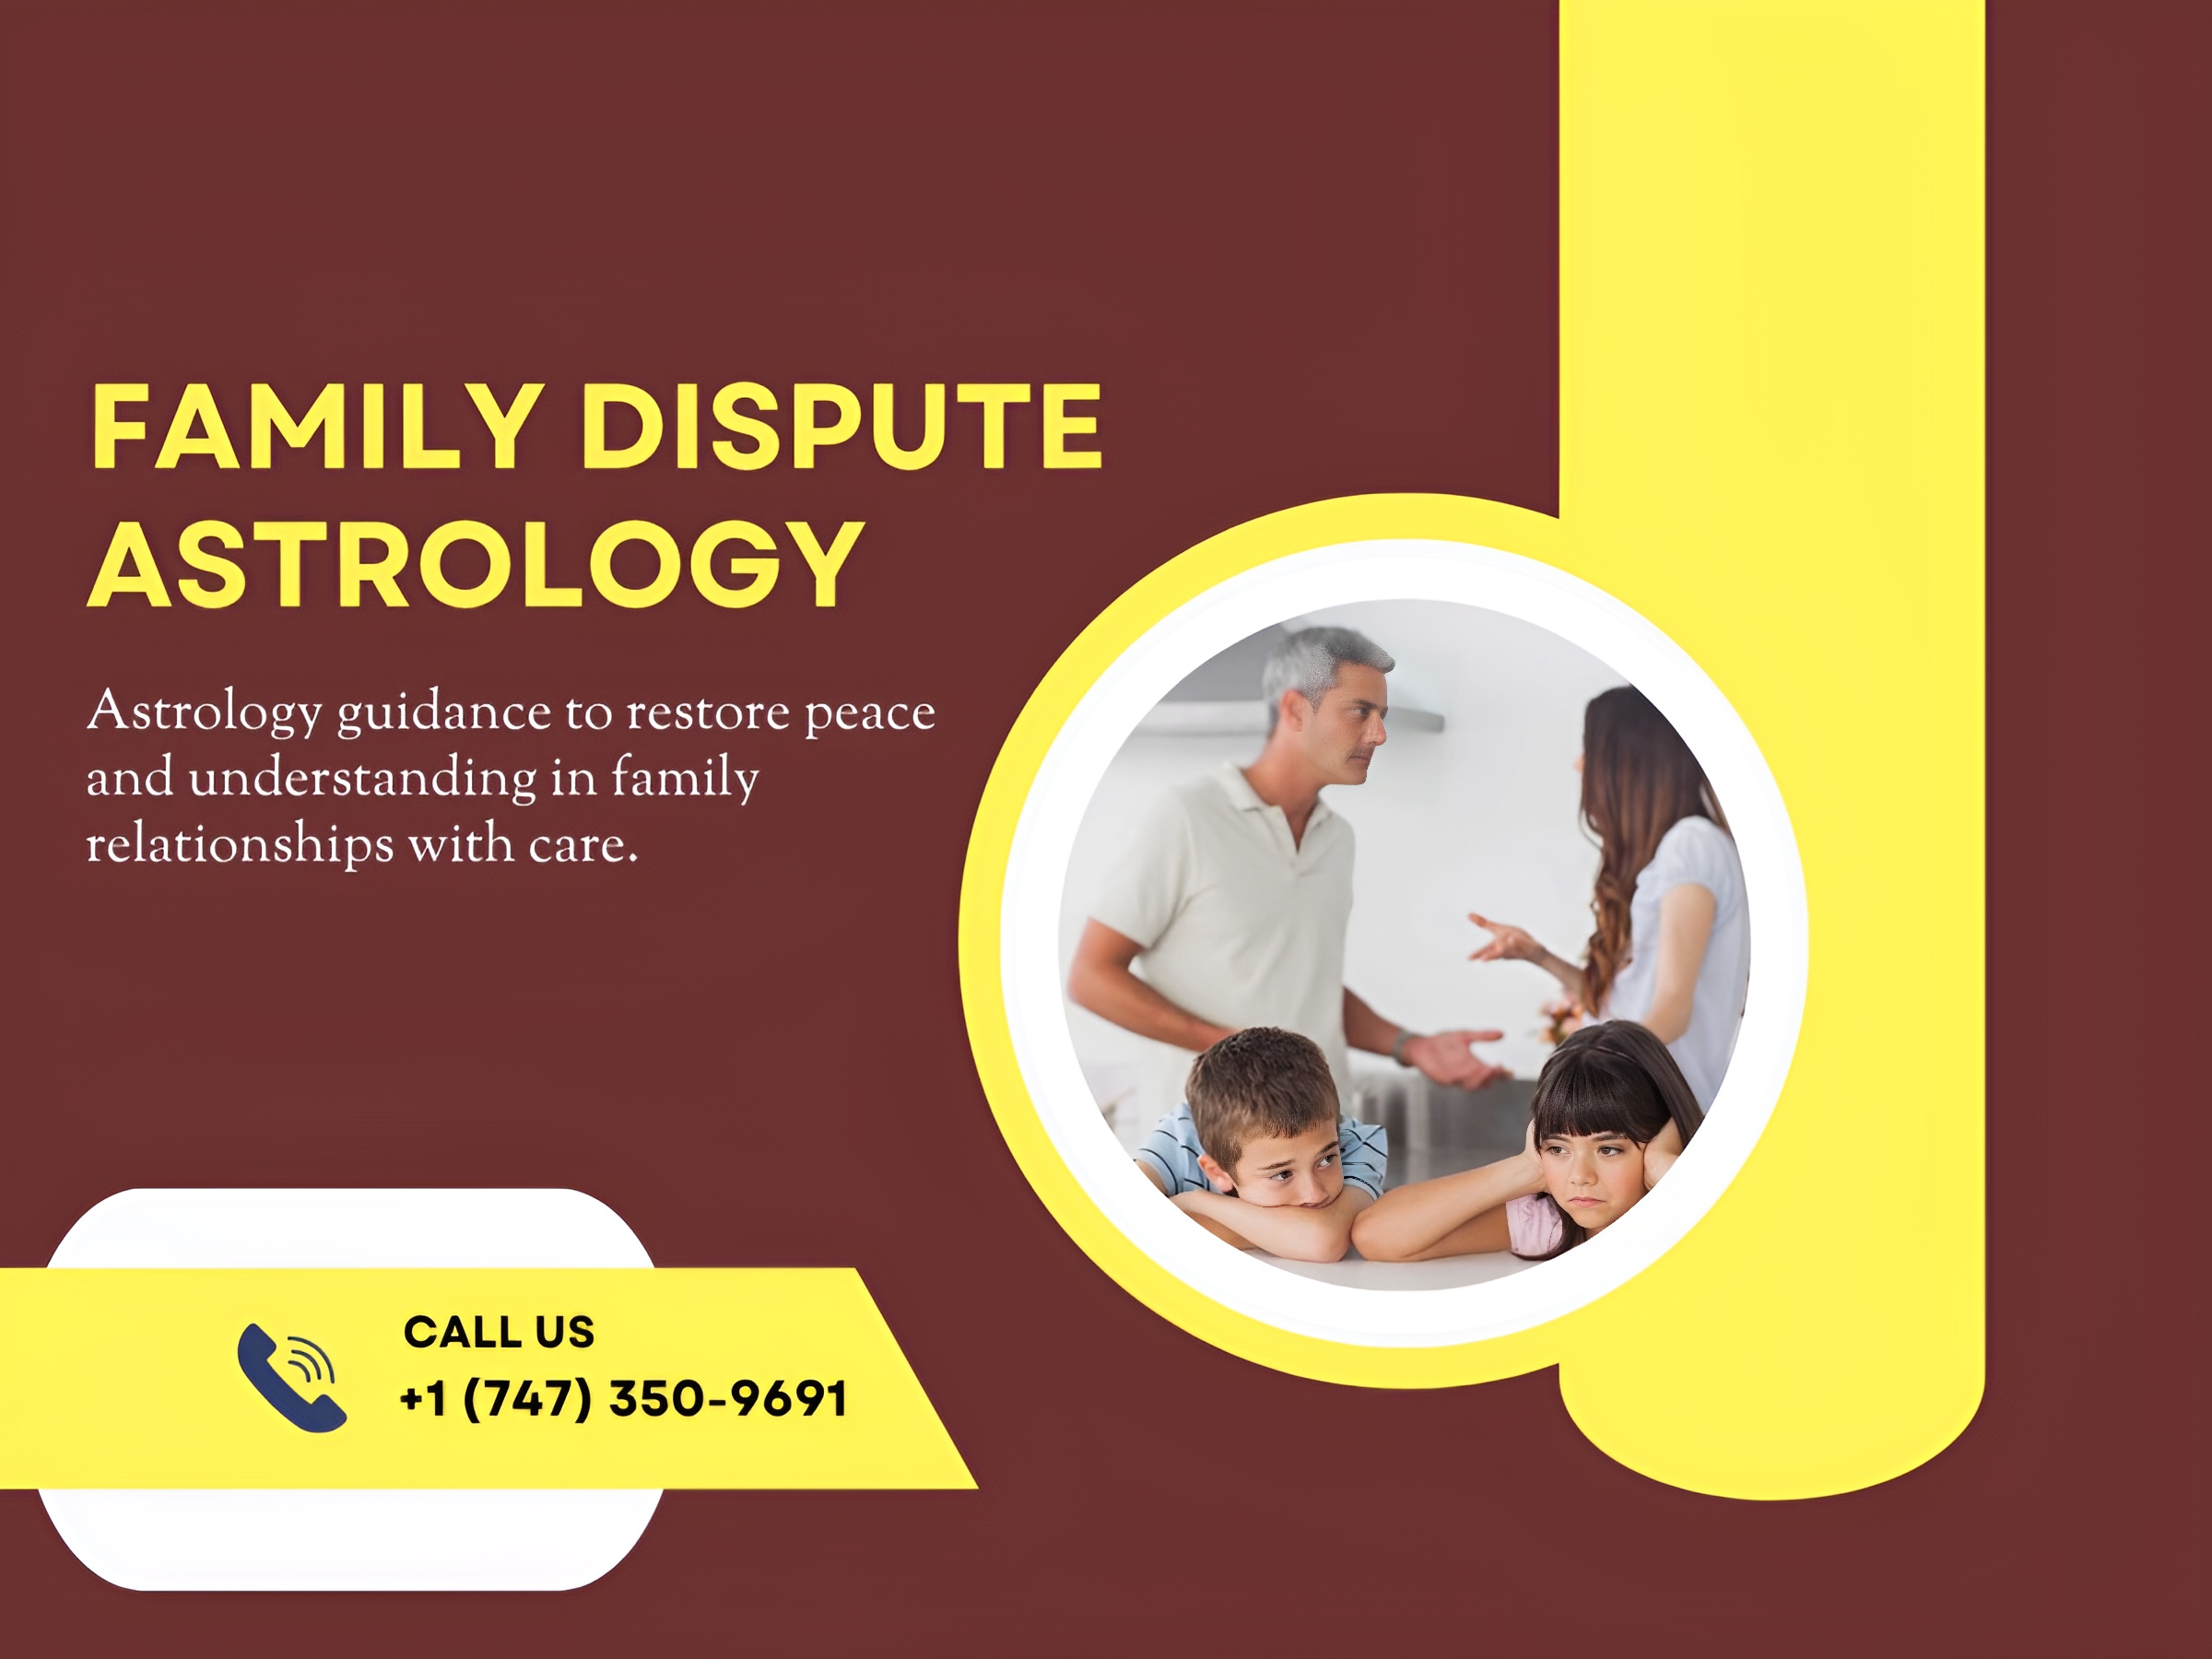 FAMILY DISPUTE
ASTROLOGY
Astrology guidance to restore peace
and understanding in family
relationships with care.
CALL US
+1 (747) 350-9691